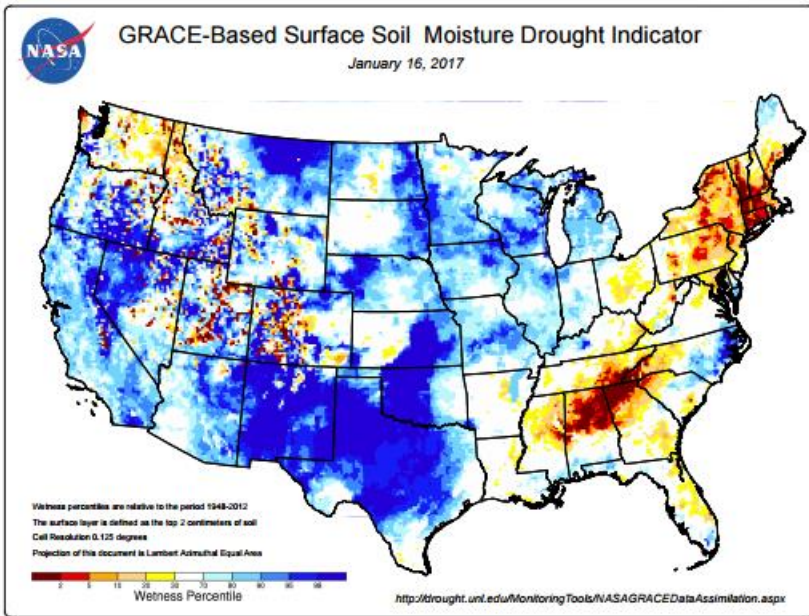 NASA
GRACE-Based Surface Soil Moisture Drought Indicator
January 16, 2017
Wetness percentiles are relative to the period 1948-2012
The surface layer is defined as the top 2 centimeters of soil
Cell Resolution 0.125 degrees
Projection of this document is Lambert Azimuthal Equal Area
2 5 10 20 30 70 80 90 95 98
Wetness Percentile
http://drought.unl.edu/MonitoringTools/NASAGRACEDataAssimilation.aspx